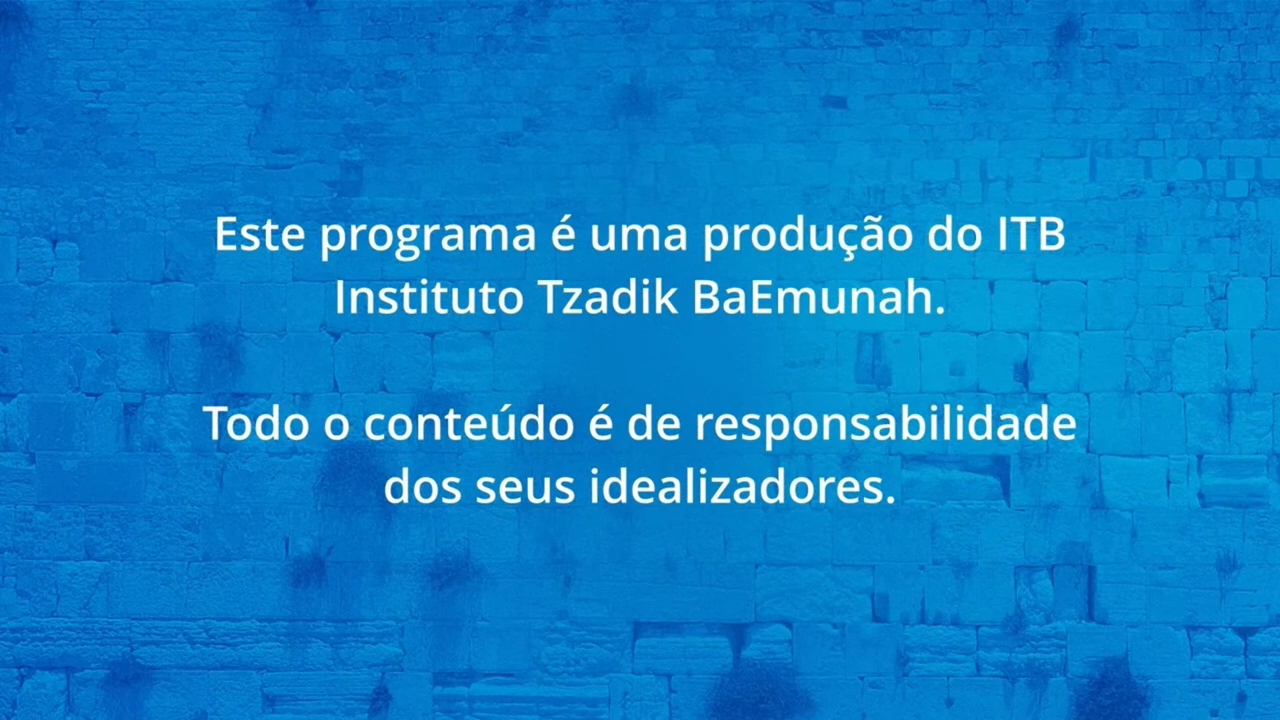 Este programa é uma produção do ITB
Instituto Tzadik BaEmunah.
Todo o conteúdo é de responsabilidade
dos seus idealizadores.